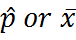 p̂ or x̄